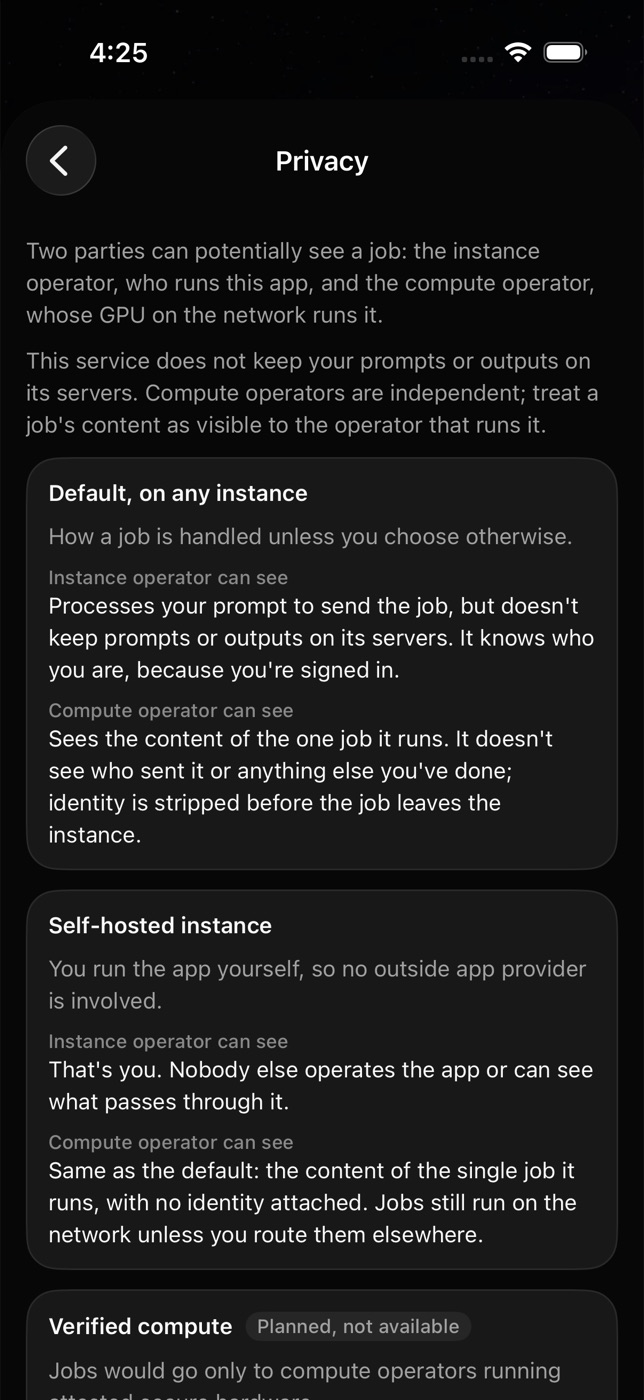 4:25
Privacy
Two parties can potentially see a job: the instance
operator, who runs this app, and the compute operator,
whose GPU on the network runs it.
This service does not keep your prompts or outputs on
its servers. Compute operators are independent; treat a
job's content as visible to the operator that runs it.
Default, on any instance
How a job is handled unless you choose otherwise.
Instance operator can see
Processes your prompt to send the job, but doesn't
keep prompts or outputs on its servers. It knows who
you are, because you're signed in.
Compute operator can see
Sees the content of the one job it runs. It doesn't
see who sent it or anything else you've done;
identity is stripped before the job leaves the
instance.
Self-hosted instance
You run the app yourself, so no outside app provider
is involved.
Instance operator can see
That's you. Nobody else operates the app or can see
what passes through it.
Compute operator can see
Same as the default: the content of the single job it
runs, with no identity attached. Jobs still run on the
network unless you route them elsewhere.
Verified compute Planned, not available
Jobs would go only to compute operators running